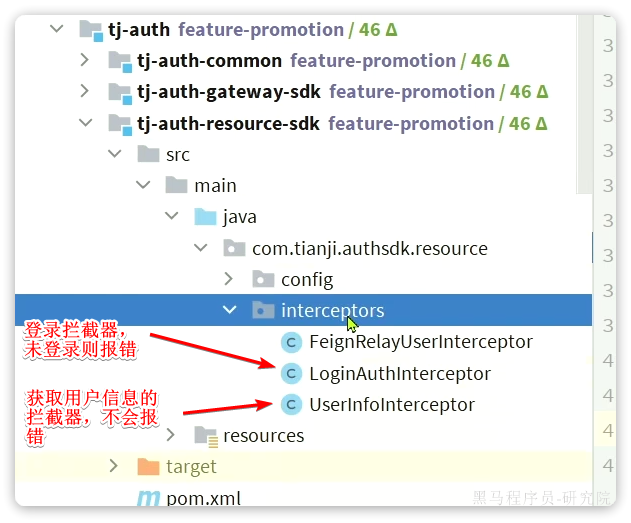 tj-auth feature-promotion / 46 Δ
tj-auth-common feature-promotion / 46 Δ
tj-auth-gateway-sdk feature-promotion / 46 Δ
tj-auth-resource-sdk feature-promotion / 46 Δ
src
main
java
com.tianji.authsdk.resource
config
interceptors
登录拦截器，
未登录则报错
FeignRelayUserInterceptor
LoginAuthInterceptor
获取用户信息的
拦截器，不会报
错
UserInfoInterceptor
resources
target
pom.xml
黑马程序员-研究院
3
3
3
3
3
3
3
3
3
3
4
4
4
4